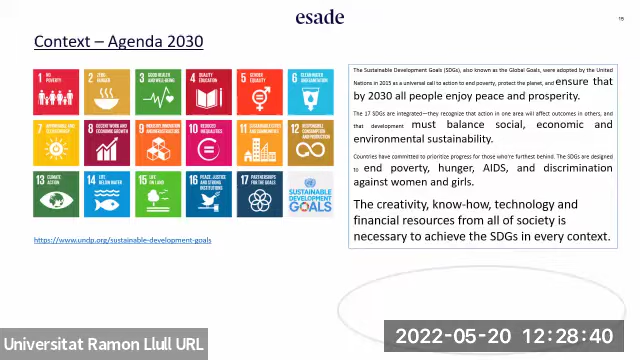 esade
15
Context – Agenda 2030
1 NO POVERTY
2 ZERO HUNGER
3 GOOD HEALTH AND WELL-BEING
4 QUALITY EDUCATION
5 GENDER EQUALITY
6 CLEAN WATER AND SANITATION
7 AFFORDABLE AND CLEAN ENERGY
8 DECENT WORK AND ECONOMIC GROWTH
9 INDUSTRY, INNOVATION AND INFRASTRUCTURE
10 REDUCED INEQUALITIES
11 SUSTAINABLE CITIES AND COMMUNITIES
12 RESPONSIBLE CONSUMPTION & PRODUCTION
13 CLIMATE ACTION
14 LIFE BELOW WATER
15 LIFE ON LAND
16 PEACE, JUSTICE AND STRONG INSTITUTIONS
17 PARTNERSHIPS FOR THE GOALS
SUSTAINABLE
DEVELOPMENT
GOALS
https://www.undp.org/sustainable-development-goals
The Sustainable Development Goals (SDGs), also known as the Global Goals, were adopted by the United
Nations in 2015 as a universal call to action to end poverty, protect the planet, and ensure that
by 2030 all people enjoy peace and prosperity.
The 17 SDGs are integrated—they recognize that action in one area will affect outcomes in others, and
that development must balance social, economic and
environmental sustainability.
Countries have committed to prioritize progress for those who're furthest behind. The SDGs are designed
to end poverty, hunger, AIDS, and discrimination
against women and girls.
The creativity, know-how, technology and
financial resources from all of society is
necessary to achieve the SDGs in every context.
Universitat Ramon Llull URL
2022-05-20 12:28:40